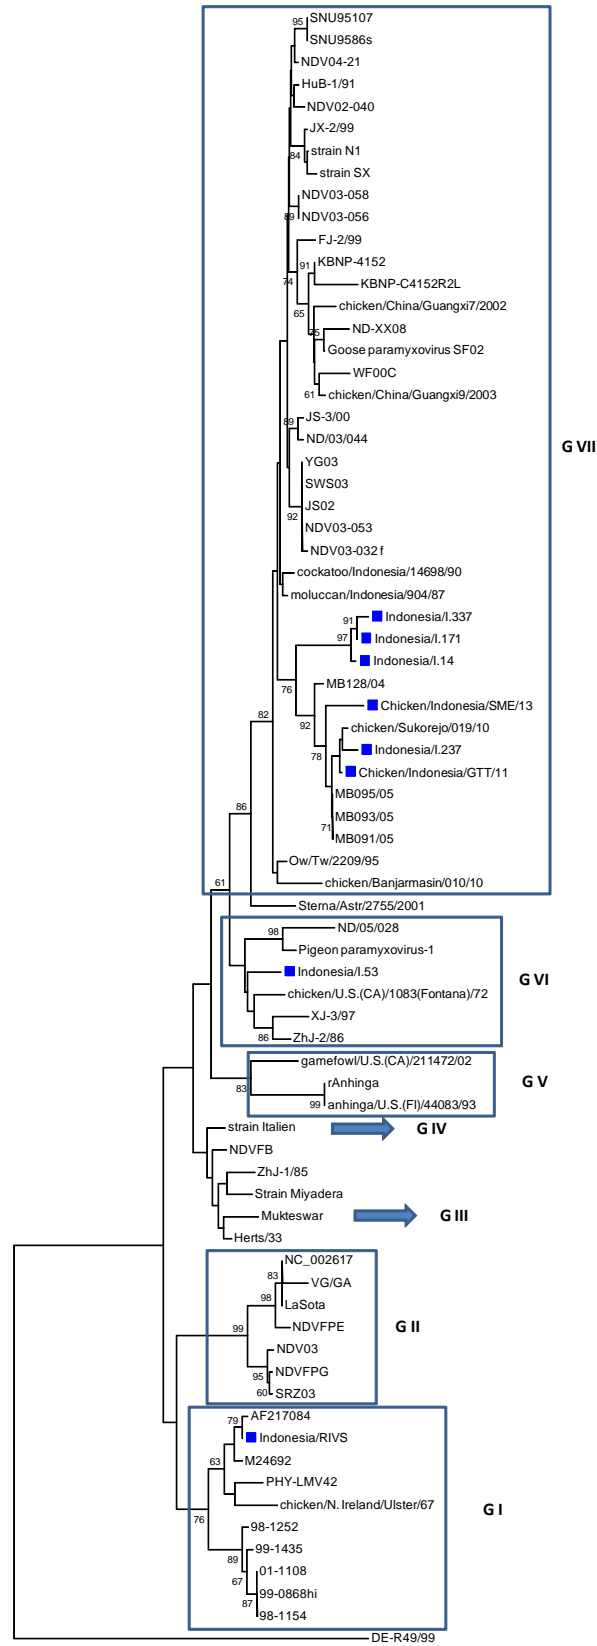 95
SNU95107
SNU9586s
NDV04-21
HuB-1/91
NDV02-040
JX-2/99
84
strain N1
strain SX
NDV03-058
89
NDV03-056
FJ-2/99
91
KBNP-4152
74
KBNP-C4152R2L
65
chicken/China/Guangxi7/2002
75
ND-XX08
Goose paramyxovirus SF02
WF00C
61
chicken/China/Guangxi9/2003
89
JS-3/00
ND/03/044
G VII
YG03
SWS03
JS02
92
NDV03-053
NDV03-032 f
cockatoo/Indonesia/14698/90
moluccan/Indonesia/904/87
91
Indonesia/I.337
97
Indonesia/I.171
Indonesia/I.14
76
MB128/04
Chicken/Indonesia/SME/13
82
92
chicken/Sukorejo/019/10
78
Indonesia/I.237
Chicken/Indonesia/GTT/11
MB095/05
86
MB093/05
71
MB091/05
Ow/Tw/2209/95
61
chicken/Banjarmasin/010/10
Sterna/Astr/2755/2001
98
ND/05/028
Pigeon paramyxovirus-1
Indonesia/I.53
G VI
chicken/U.S.(CA)/1083(Fontana)/72
XJ-3/97
86
ZhJ-2/86
gamefowl/U.S.(CA)/211472/02
83
rAnhinga
G V
99
anhinga/U.S.(Fl)/44083/93
strain Italien
G IV
NDVFB
ZhJ-1/85
Strain Miyadera
Mukteswar
G III
Herts/33
NC_002617
83
VG/GA
98
LaSota
99
NDVFPE
G II
NDV03
95
NDVFPG
60
SRZ03
79
AF217084
Indonesia/RIVS
63
M24692
PHY-LMV42
chicken/N. Ireland/Ulster/67
G I
76
98-1252
99-1435
89
67
01-1108
87
99-0868hi
98-1154
DE-R49/99